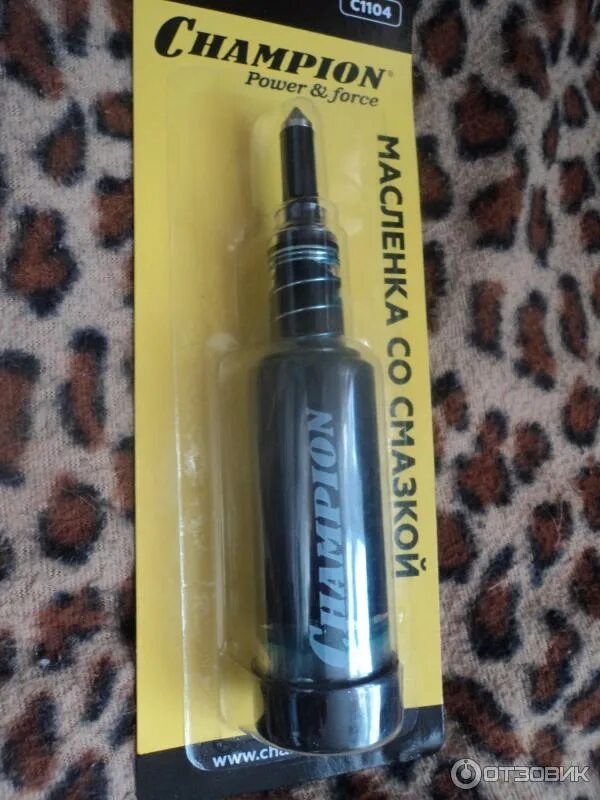 C1104
CHAMPION®
Power & force
МАСЛЕНКА СО СМАЗКОЙ
CHAMPION
www.cha
ОТЗОВИК